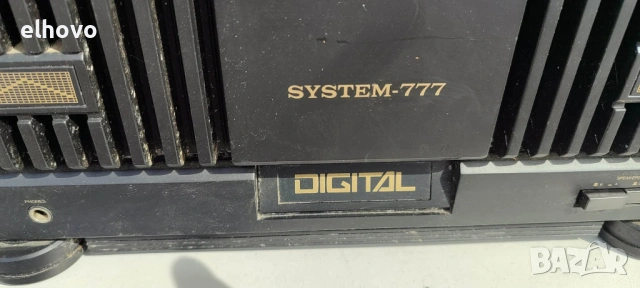 elhovo
SYSTEM-777
DIGITAL
PHONES
bazar